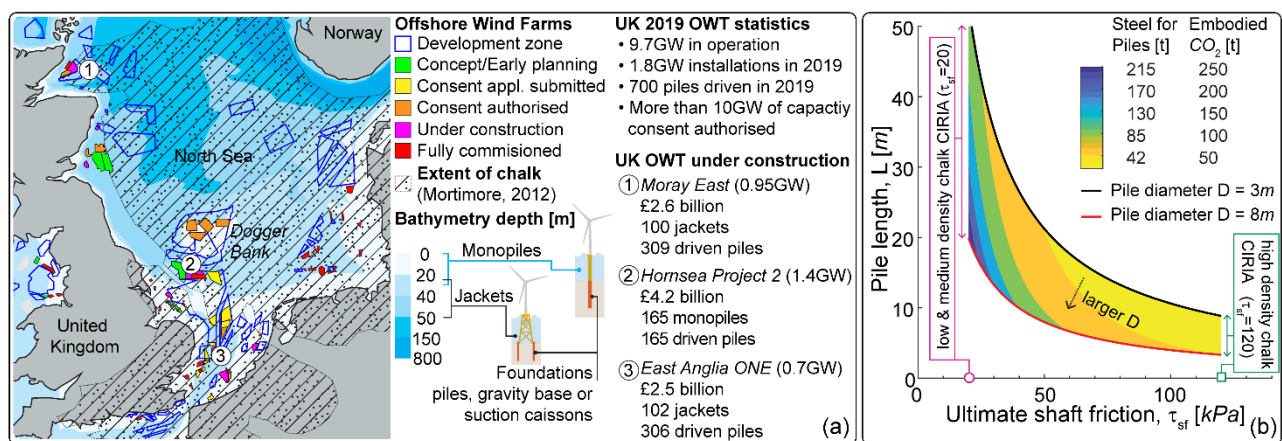 Norway
North Sea
Dogger
Bank
United
Kingdom
1
2
3
Offshore Wind Farms
Development zone
Concept/Early planning
Consent appl. submitted
Consent authorised
Under construction
Fully commisioned
Extent of chalk
(Mortimore, 2012)
Bathymetry depth [m]
0
20
40
50
150
800
Monopiles
Jackets
Foundations
piles, gravity base or
suction caissons
UK 2019 OWT statistics
• 9.7GW in operation
• 1.8GW installations in 2019
• 700 piles driven in 2019
• More than 10GW of capactiy
consent authorised
UK OWT under construction
1 Moray East (0.95GW)
£2.6 billion
100 jackets
309 driven piles
2 Hornsea Project 2 (1.4GW)
£4.2 billion
165 monopiles
165 driven piles
3 East Anglia ONE (0.7GW)
£2.5 billion
102 jackets
306 driven piles
(a)
Pile length, L [m]
50
40
30
20
10
0
0
50
100
Ultimate shaft friction, τsf [kPa]
low & medium density chalk CIRIA (τsf=20)
Steel for
Piles [t]
Embodied
CO2 [t]
215 250
170 200
130 150
85 100
42 50
Pile diameter D = 3m
Pile diameter D = 8m
larger D
high density chalk
CIRIA (τsf=120)
(b)